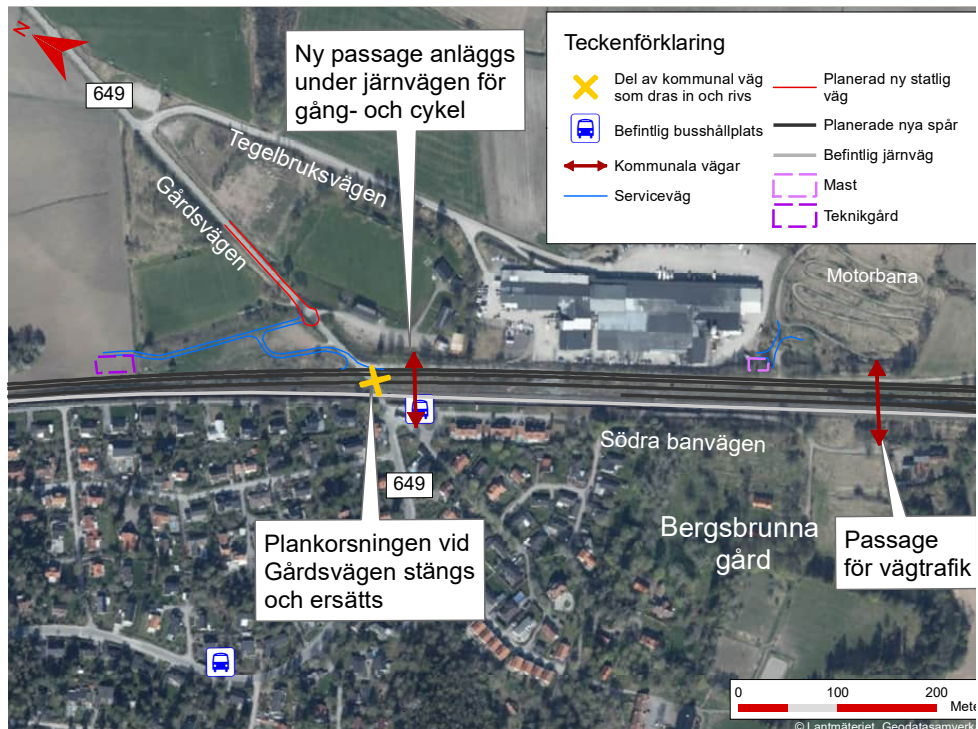 N
649
Ny passage anläggs
under järnvägen för
gång- och cykel
Tegelbruksvägen
Gårdsvägen
Teckenförklaring
Del av kommunal väg
som dras in och rivs
Befintlig busshållplats
Kommunala vägar
Serviceväg
Planerad ny statlig
väg
Planerade nya spår
Befintlig järnväg
Mast
Teknikgård
Motorbana
Södra banvägen
649
Bergsbrunna
gård
Plankorsningen vid
Gårdsvägen stängs
och ersätts
Passage
för vägtrafik
0 100 200
Mete
© Lantmäteriet, Geodatasamverk